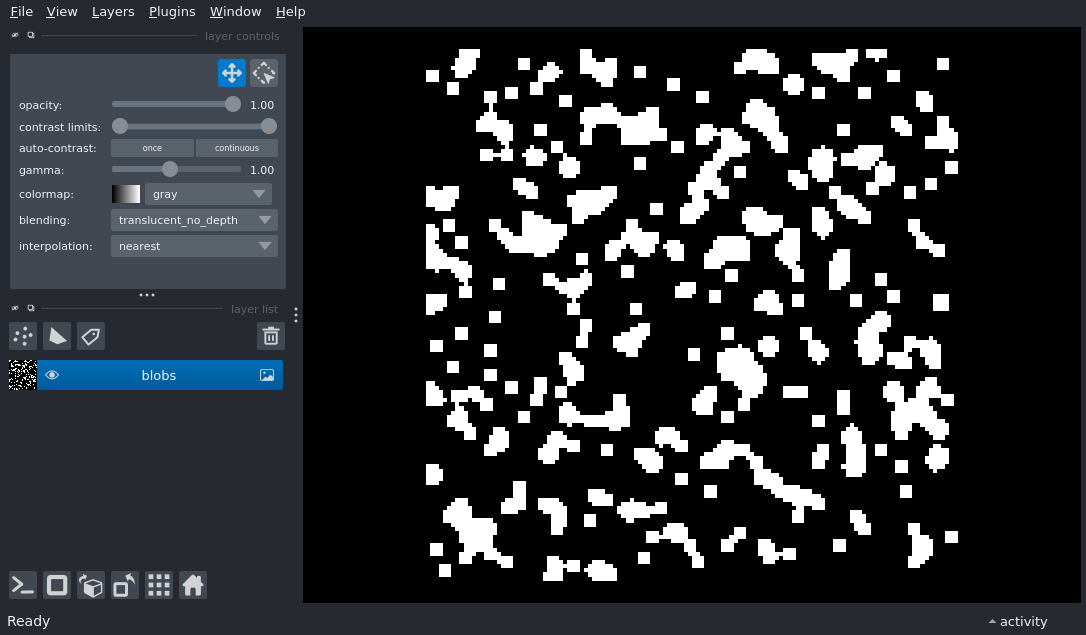 File View Layers Plugins Window Help
layer controls
opacity: 1.00
contrast limits:
auto-contrast: once continuous
gamma: 1.00
colormap: gray
blending: translucent_no_depth
interpolation: nearest
layer list
blobs
Ready activity